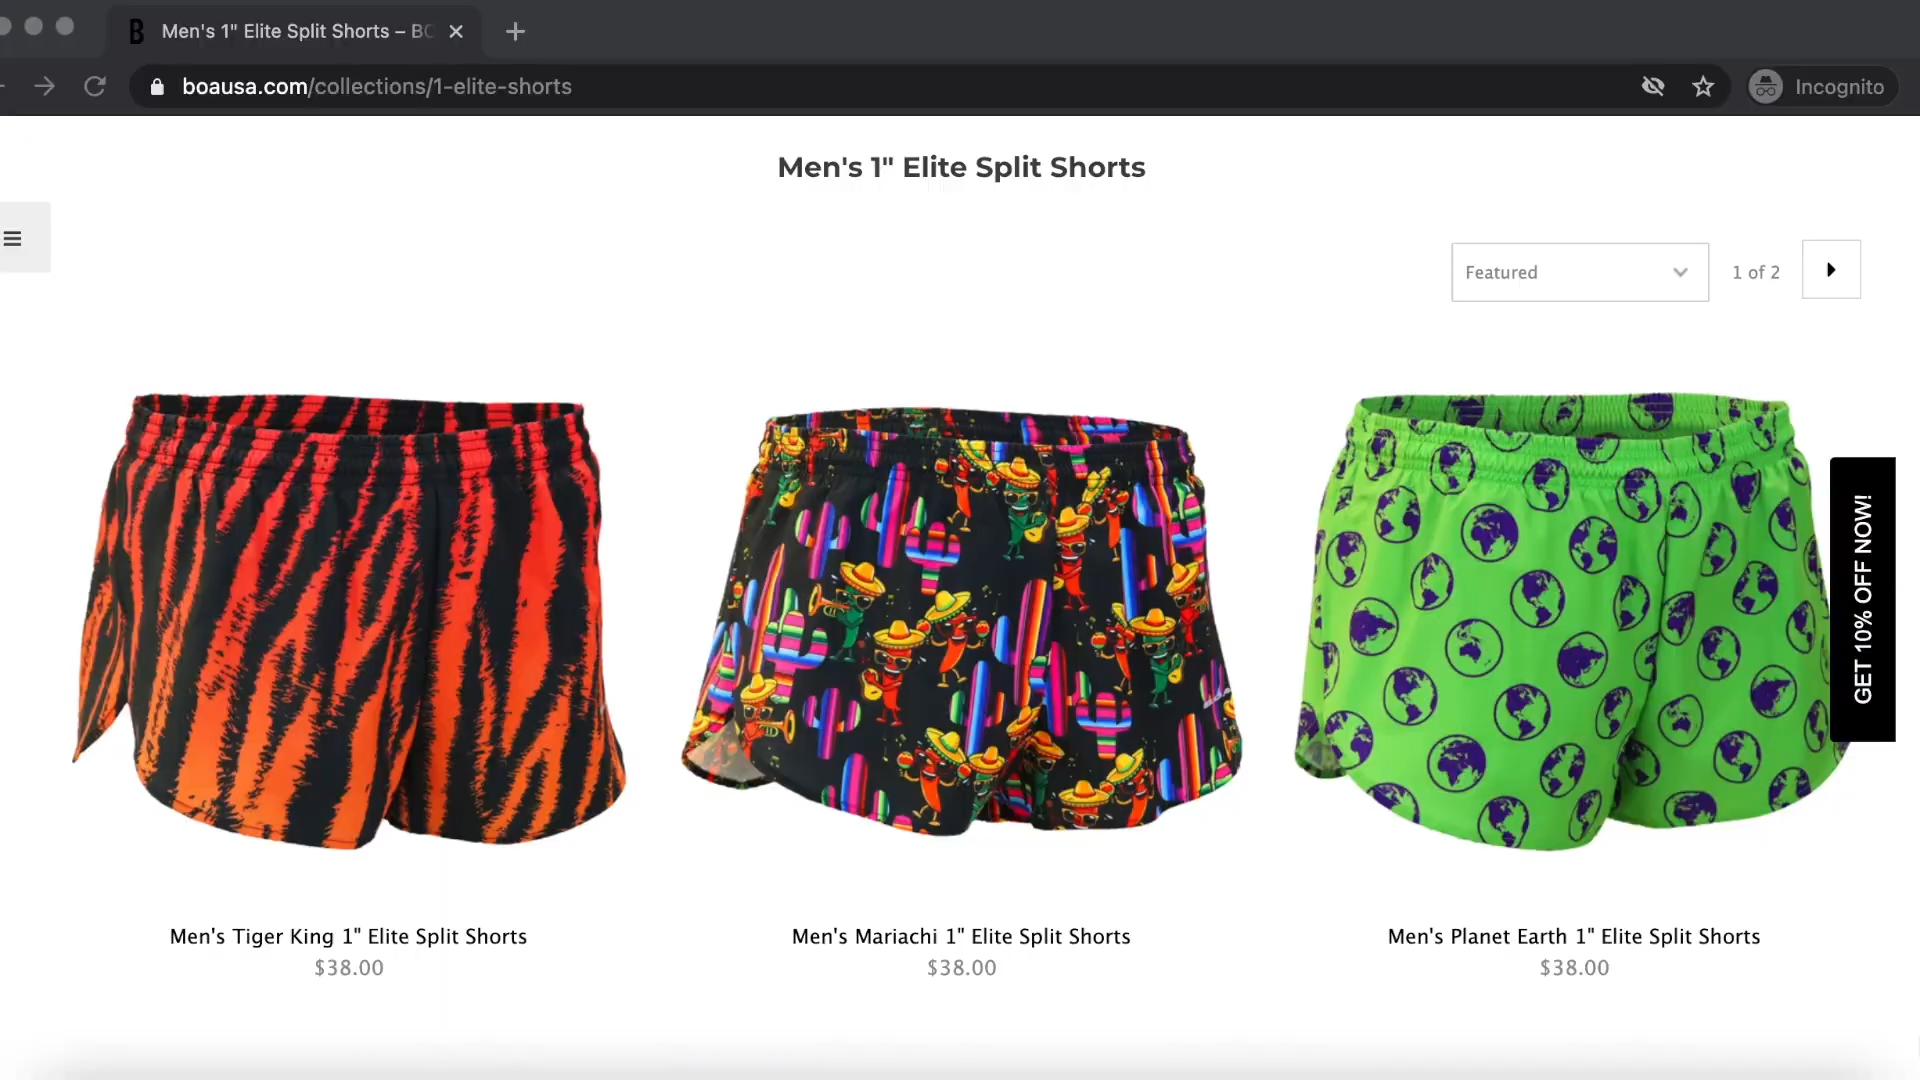 B Men's 1" Elite Split Shorts – BO
boausa.com/collections/1-elite-shorts
Incognito
Men's 1" Elite Split Shorts
Featured
1 of 2
GET 10% OFF NOW!
Men's Tiger King 1" Elite Split Shorts
$38.00
Men's Mariachi 1" Elite Split Shorts
$38.00
Men's Planet Earth 1" Elite Split Shorts
$38.00